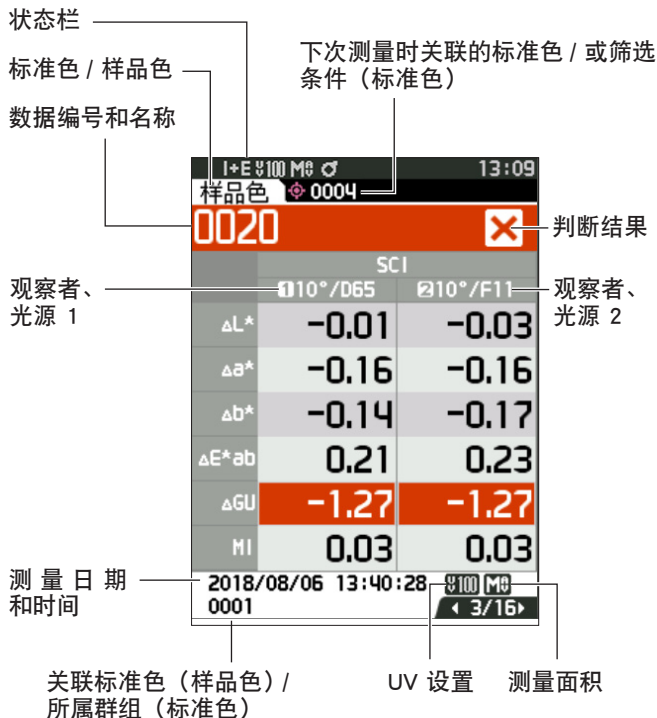 状态栏
标准色 / 样品色
下次测量时关联的标准色 / 或筛选
条件（标准色）
数据编号和名称
I+E 100 M 13:09
样品色 0004
0020
判断结果
SCI
观察者、
光源 1
1 10°/D65 2 10°/F11
观察者、
光源 2
ΔL* -0.01 -0.03
Δa* -0.16 -0.16
Δb* -0.14 -0.17
ΔE*ab 0.21 0.23
ΔGU -1.27 -1.27
MI 0.03 0.03
测量日期
和时间
2018/08/06 13:40:28 100 M
0001 3/16
关联标准色（样品色）/
所属群组（标准色）
UV 设置 测量面积